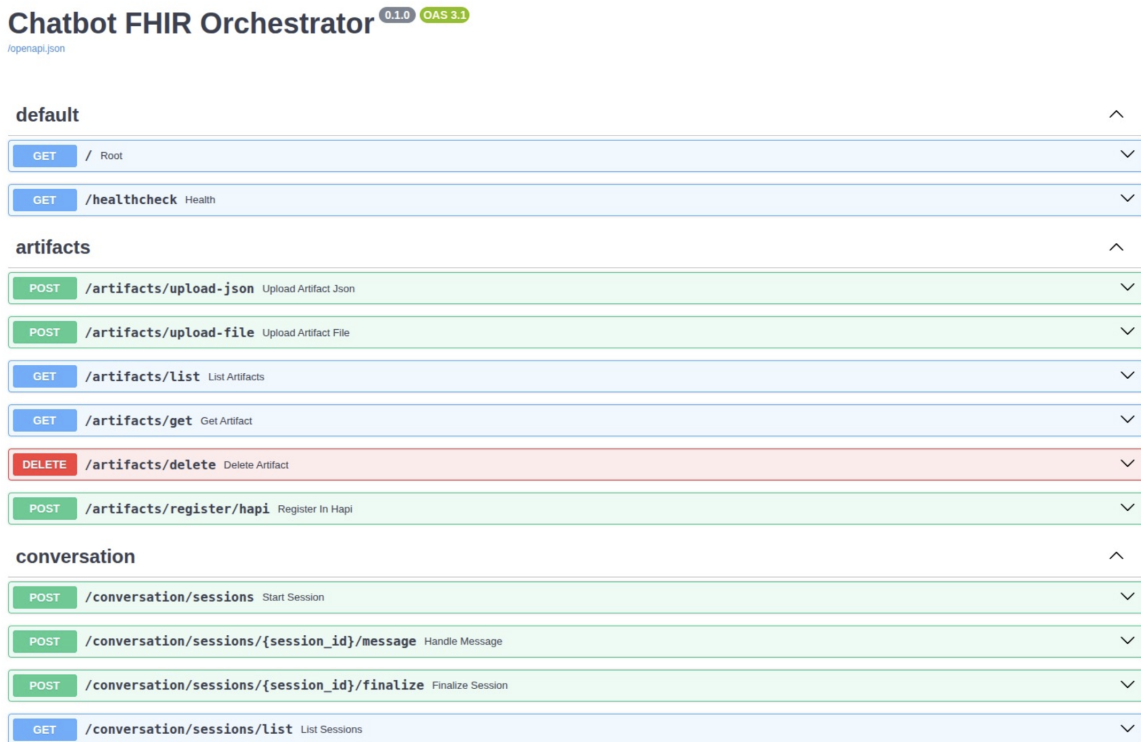 Chatbot FHIR Orchestrator 0.1.0 OAS 3.1
/openapi.json
default
GET / Root
GET /healthcheck Health
artifacts
POST /artifacts/upload-json Upload Artifact Json
POST /artifacts/upload-file Upload Artifact File
GET /artifacts/list List Artifacts
GET /artifacts/get Get Artifact
DELETE /artifacts/delete Delete Artifact
POST /artifacts/register/hapi Register In Hapi
conversation
POST /conversation/sessions Start Session
POST /conversation/sessions/{session_id}/message Handle Message
POST /conversation/sessions/{session_id}/finalize Finalize Session
GET /conversation/sessions/list List Sessions